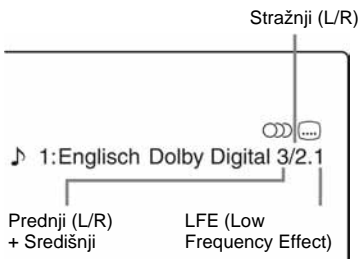 Stražnji (L/R)
♪ 1:Englisch Dolby Digital 3/2.1
Prednji (L/R)
+ Središnji
LFE (Low
Frequency Effect)